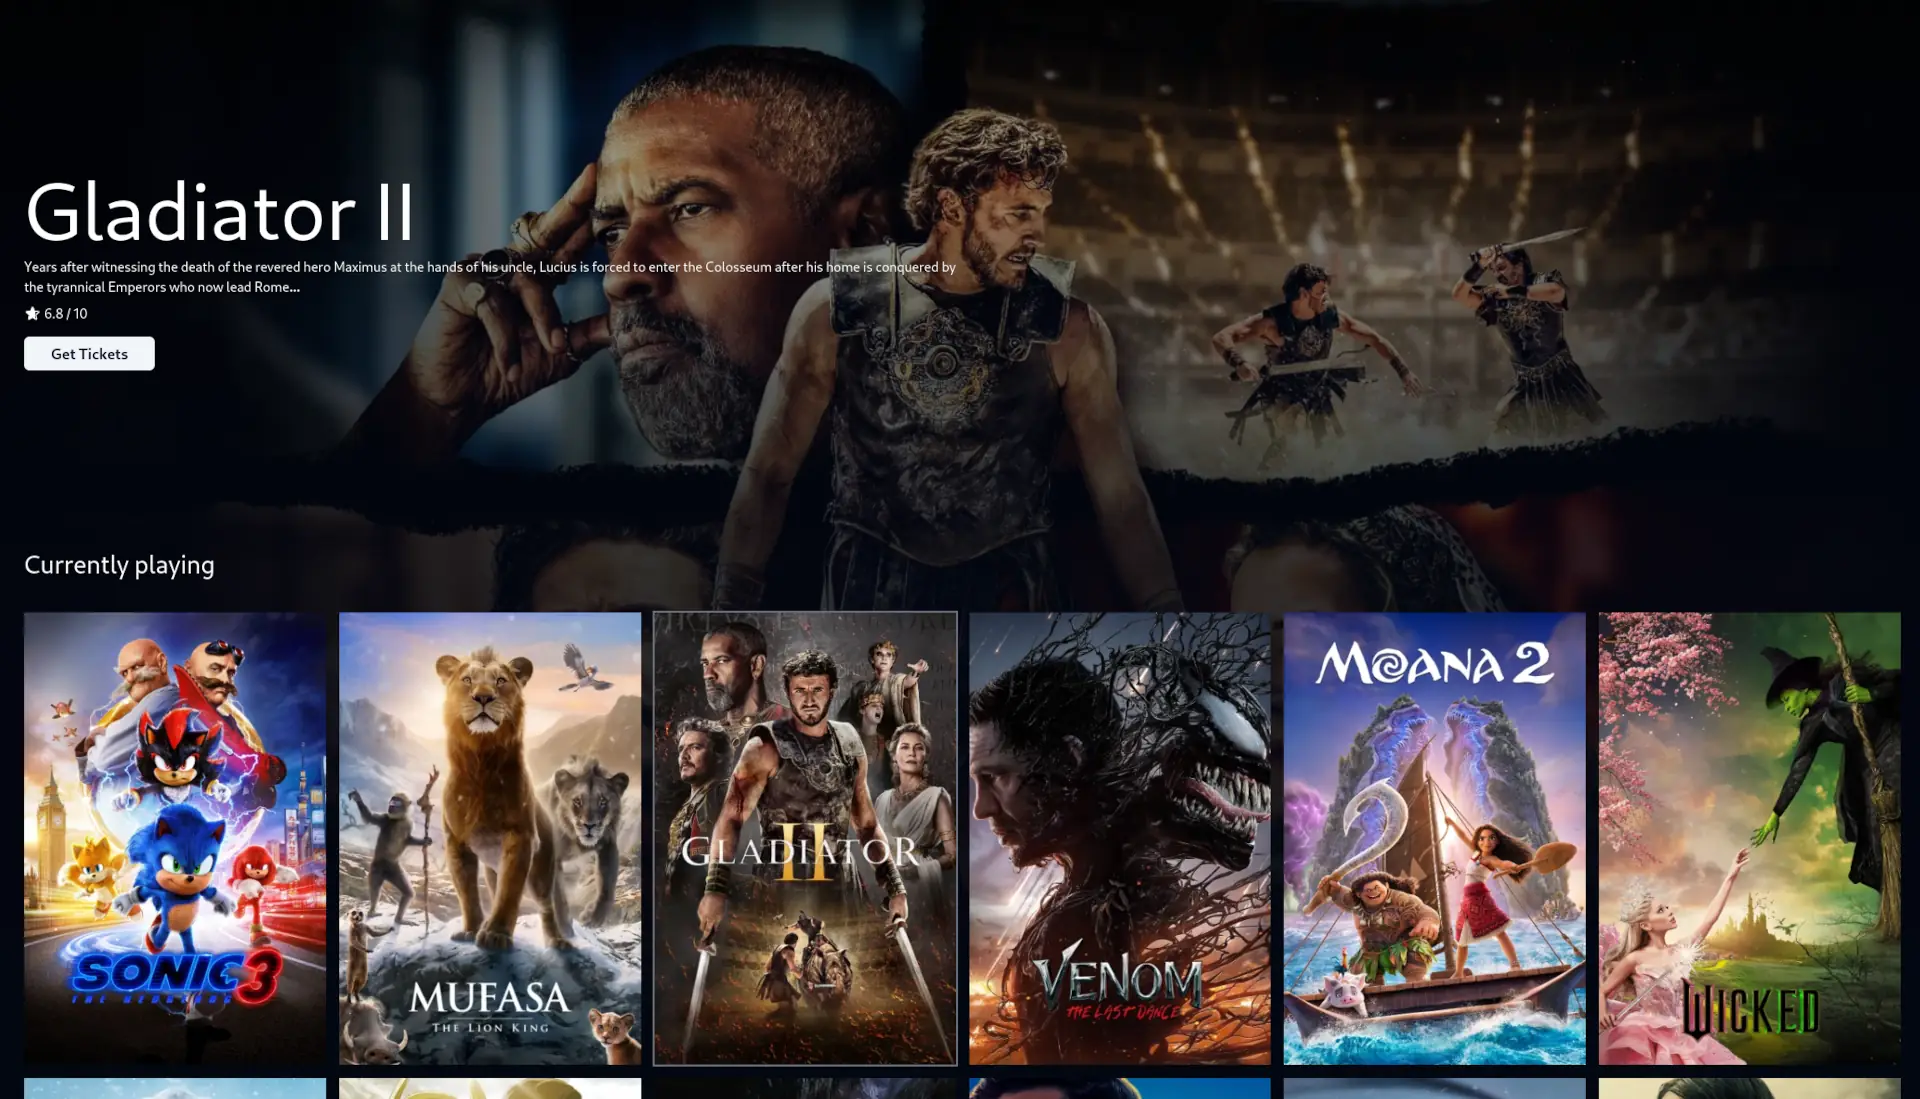 Gladiator II
Years after witnessing the death of the revered hero Maximus at the hands of his uncle, Lucius is forced to enter the Colosseum after his home is conquered by
the tyrannical Emperors who now lead Rome...
6.8 / 10
Get Tickets
Currently playing
SONIC 3
THE HEDGEHOG
MUFASA
THE LION KING
GLADIATOR
II
VENOM
THE LAST DANCE
MOANA 2
WICKED